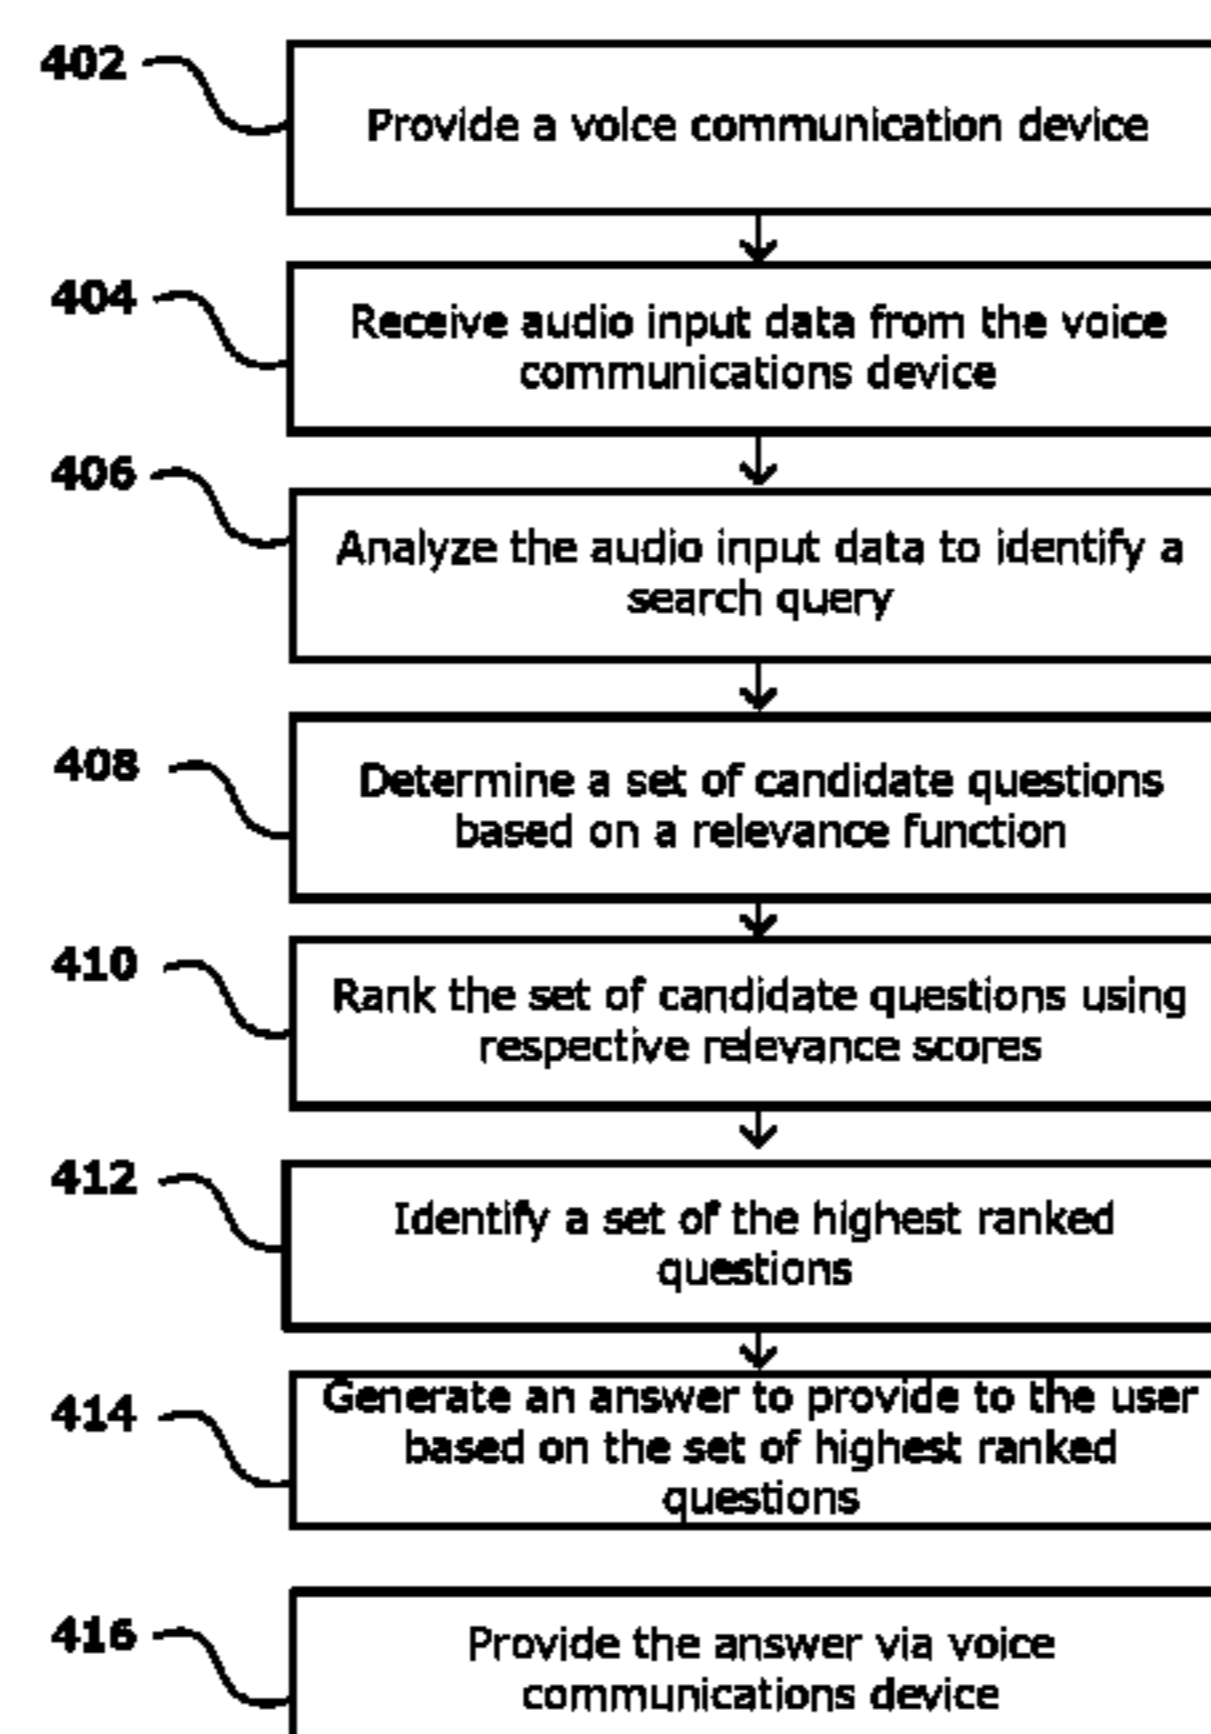 402
Provide a voice communication device
404
Receive audio input data from the voice
communications device
406
Analyze the audio input data to identify a
search query
408
Determine a set of candidate questions
based on a relevance function
410
Rank the set of candidate questions using
respective relevance scores
412
Identify a set of the highest ranked
questions
414
Generate an answer to provide to the user
based on the set of highest ranked
questions
416
Provide the answer via voice
communications device